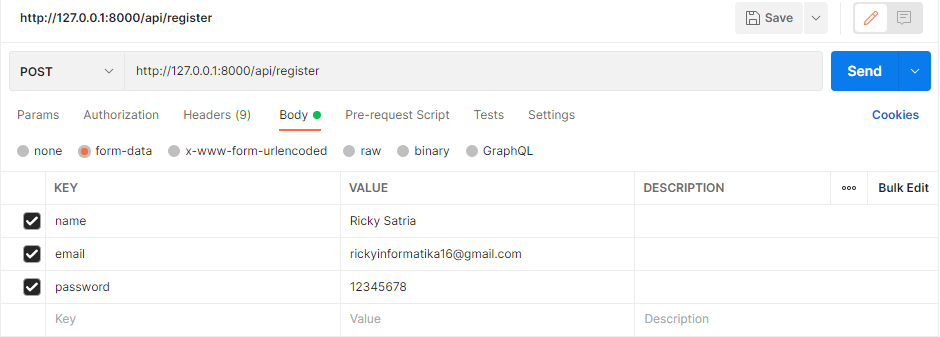 http://127.0.0.1:8000/api/register Save
POST http://127.0.0.1:8000/api/register Send
Params Authorization Headers (9) Body Pre-request Script Tests Settings Cookies
none form-data x-www-form-urlencoded raw binary GraphQL
KEY VALUE DESCRIPTION Bulk Edit
name Ricky Satria
email rickyinformatika16@gmail.com
password 12345678
Key Value Description